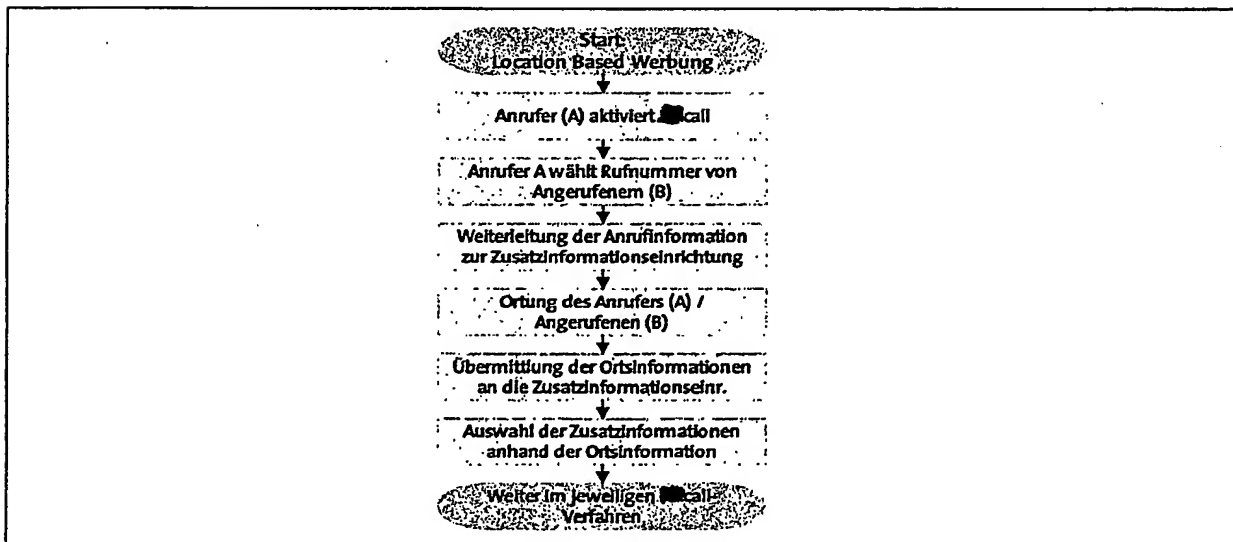 Start:
Location Based Werbung
Anrufer (A) aktiviert call
Anrufer A wählt Rufnummer von
Angerufenem (B)
Weiterleitung der Anrufinformation
zur Zusatzinformationseinrichtung
Ortung des Anrufers (A) /
Angerufenen (B)
Übermittlung der Ortsinformationen
an die Zusatzinformationseinr.
Auswahl der Zusatzinformationen
anhand der Ortsinformation
Weiter im jeweiligen call-
Verfahren